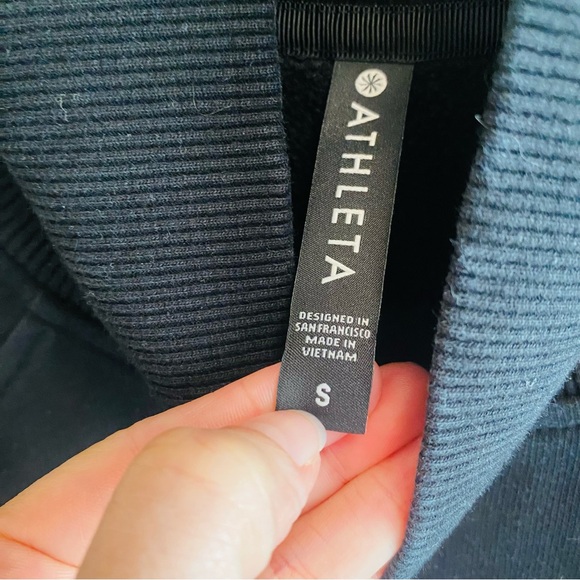 ATHLETA
DESIGNED IN
SAN FRANCISCO
MADE IN
VIETNAM
S